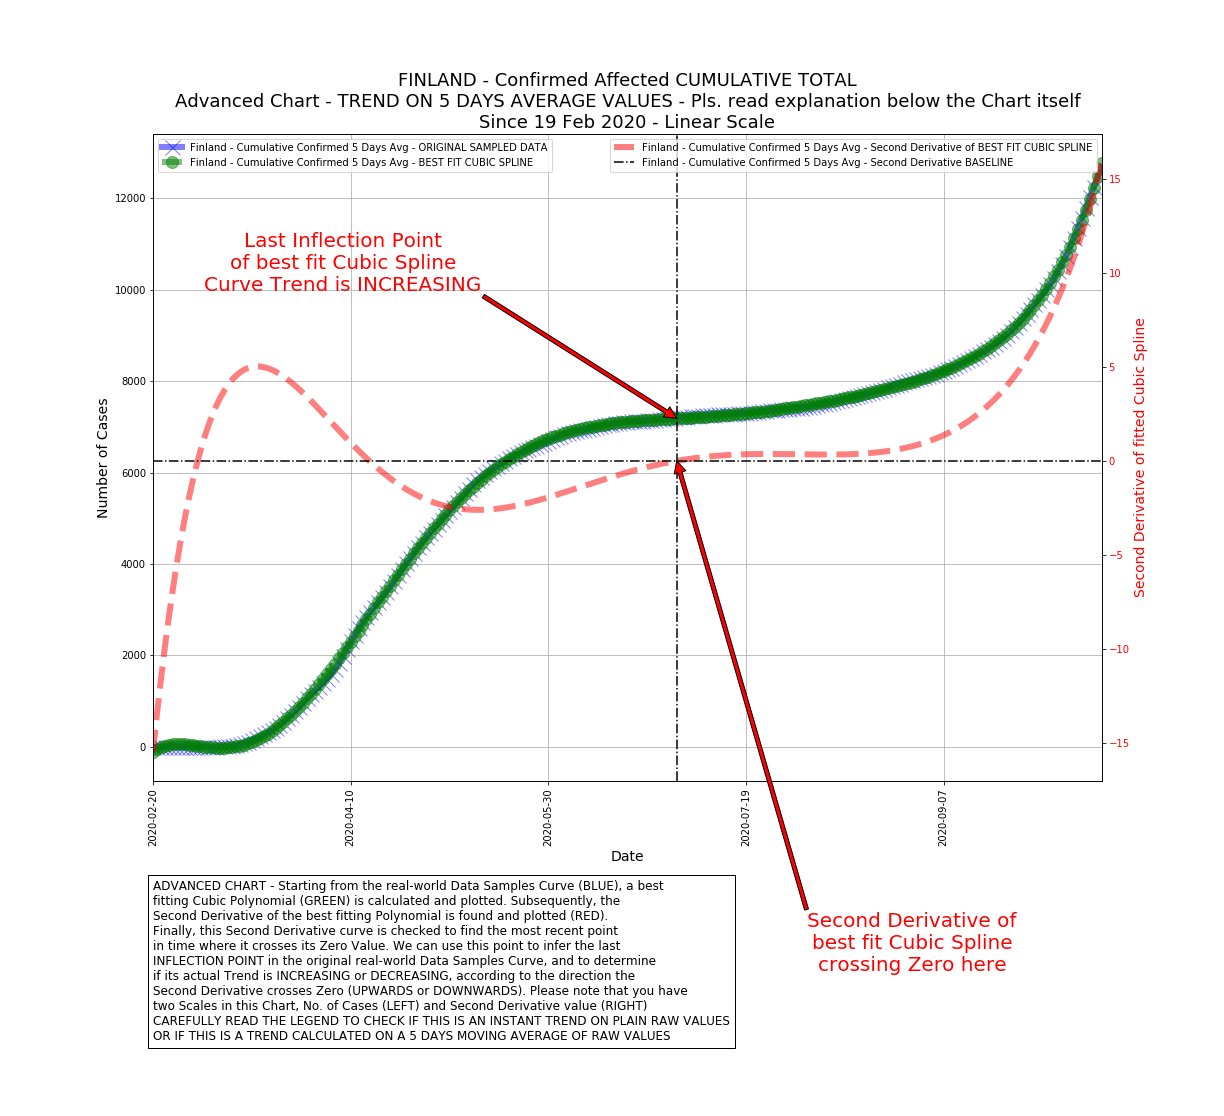 FINLAND - Confirmed Affected CUMULATIVE TOTAL
Advanced Chart - TREND ON 5 DAYS AVERAGE VALUES - Pls. read explanation below the Chart itself
Since 19 Feb 2020 - Linear Scale
Finland - Cumulative Confirmed 5 Days Avg - ORIGINAL SAMPLED DATA
Finland - Cumulative Confirmed 5 Days Avg - BEST FIT CUBIC SPLINE
Finland - Cumulative Confirmed 5 Days Avg - Second Derivative of BEST FIT CUBIC SPLINE
Finland - Cumulative Confirmed 5 Days Avg - Second Derivative BASELINE
Last Inflection Point
of best fit Cubic Spline
Curve Trend is INCREASING
Number of Cases
12000
10000
8000
6000
4000
2000
0
15
10
5
0
−5
−10
−15
Second Derivative of fitted Cubic Spline
2020-02-20
2020-04-10
2020-05-30
2020-07-19
2020-09-07
Date
Second Derivative of
best fit Cubic Spline
crossing Zero here
ADVANCED CHART - Starting from the real-world Data Samples Curve (BLUE), a best
fitting Cubic Polynomial (GREEN) is calculated and plotted. Subsequently, the
Second Derivative of the best fitting Polynomial is found and plotted (RED).
Finally, this Second Derivative curve is checked to find the most recent point
in time where it crosses its Zero Value. We can use this point to infer the last
INFLECTION POINT in the original real-world Data Samples Curve, and to determine
if its actual Trend is INCREASING or DECREASING, according to the direction the
Second Derivative crosses Zero (UPWARDS or DOWNWARDS). Please note that you have
two Scales in this Chart, No. of Cases (LEFT) and Second Derivative value (RIGHT)
CAREFULLY READ THE LEGEND TO CHECK IF THIS IS AN INSTANT TREND ON PLAIN RAW VALUES
OR IF THIS IS A TREND CALCULATED ON A 5 DAYS MOVING AVERAGE OF RAW VALUES